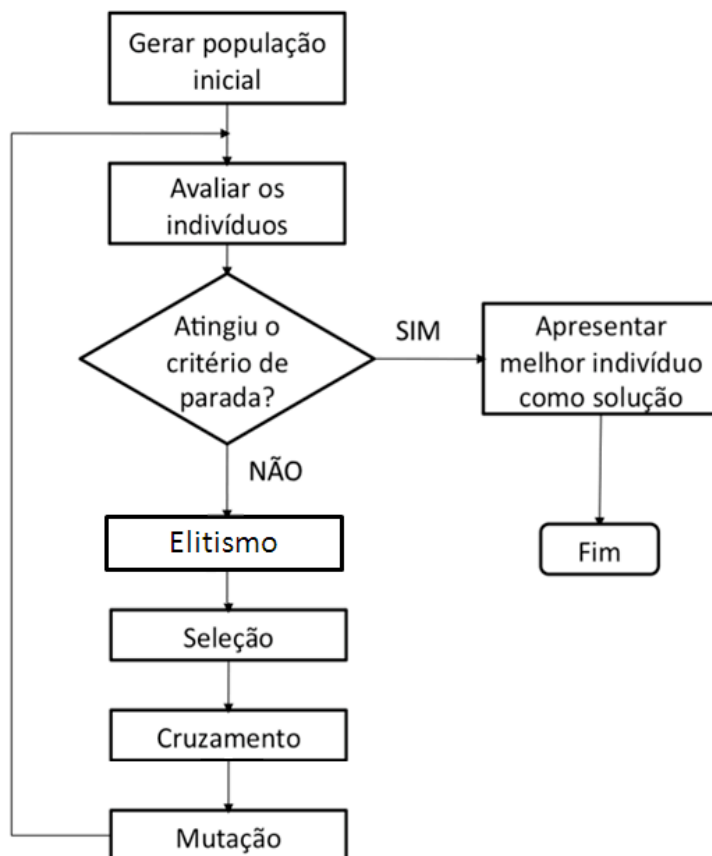 Gerar população
inicial
Avaliar os
indivíduos
Atingiu o
critério de
parada?
SIM
Apresentar
melhor indivíduo
como solução
NÃO
Elitismo
Fim
Seleção
Cruzamento
Mutação